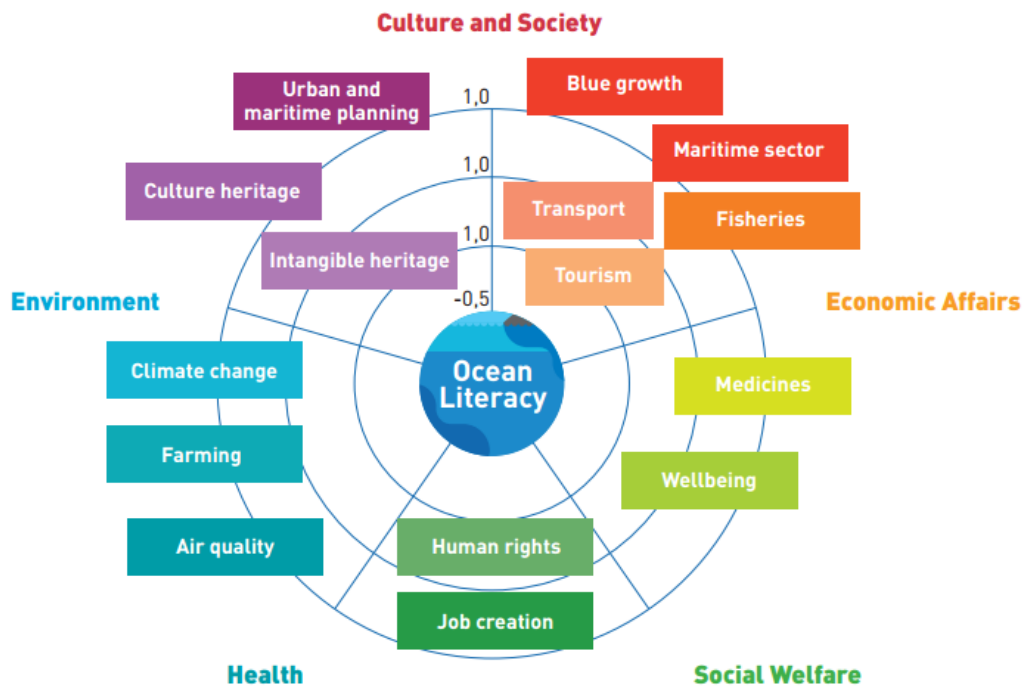 Culture and Society
Urban and
maritime planning
1,0
Blue growth
Maritime sector
Culture heritage
1,0
Transport
Fisheries
Intangible heritage
1,0
Tourism
-0,5
Environment
Economic Affairs
Climate change
Ocean
Literacy
Medicines
Farming
Wellbeing
Air quality
Human rights
Job creation
Health
Social Welfare